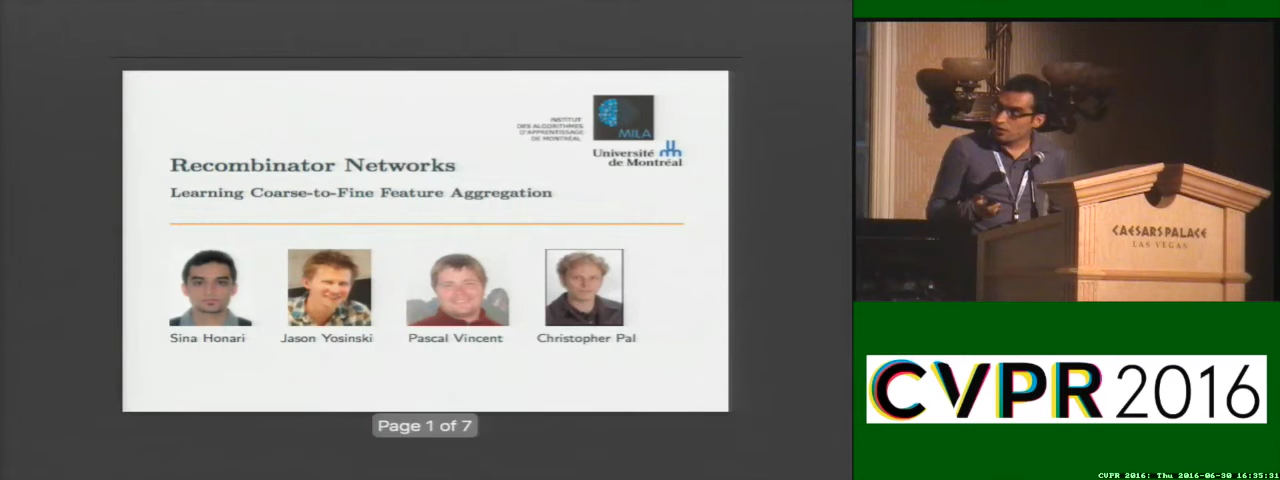 INSTITUT
DES ALGORITHMES
D'APPRENTISSAGE
DE MONTRÉAL
MILA
Université
de Montréal
Recombinator Networks
Learning Coarse-to-Fine Feature Aggregation
Sina Honari
Jason Yosinski
Pascal Vincent
Christopher Pal
Page 1 of 7
CAESARS PALACE
LAS VEGAS
CVPR 2016
CVPR 2016: Thu 2016-06-30 16:35:31